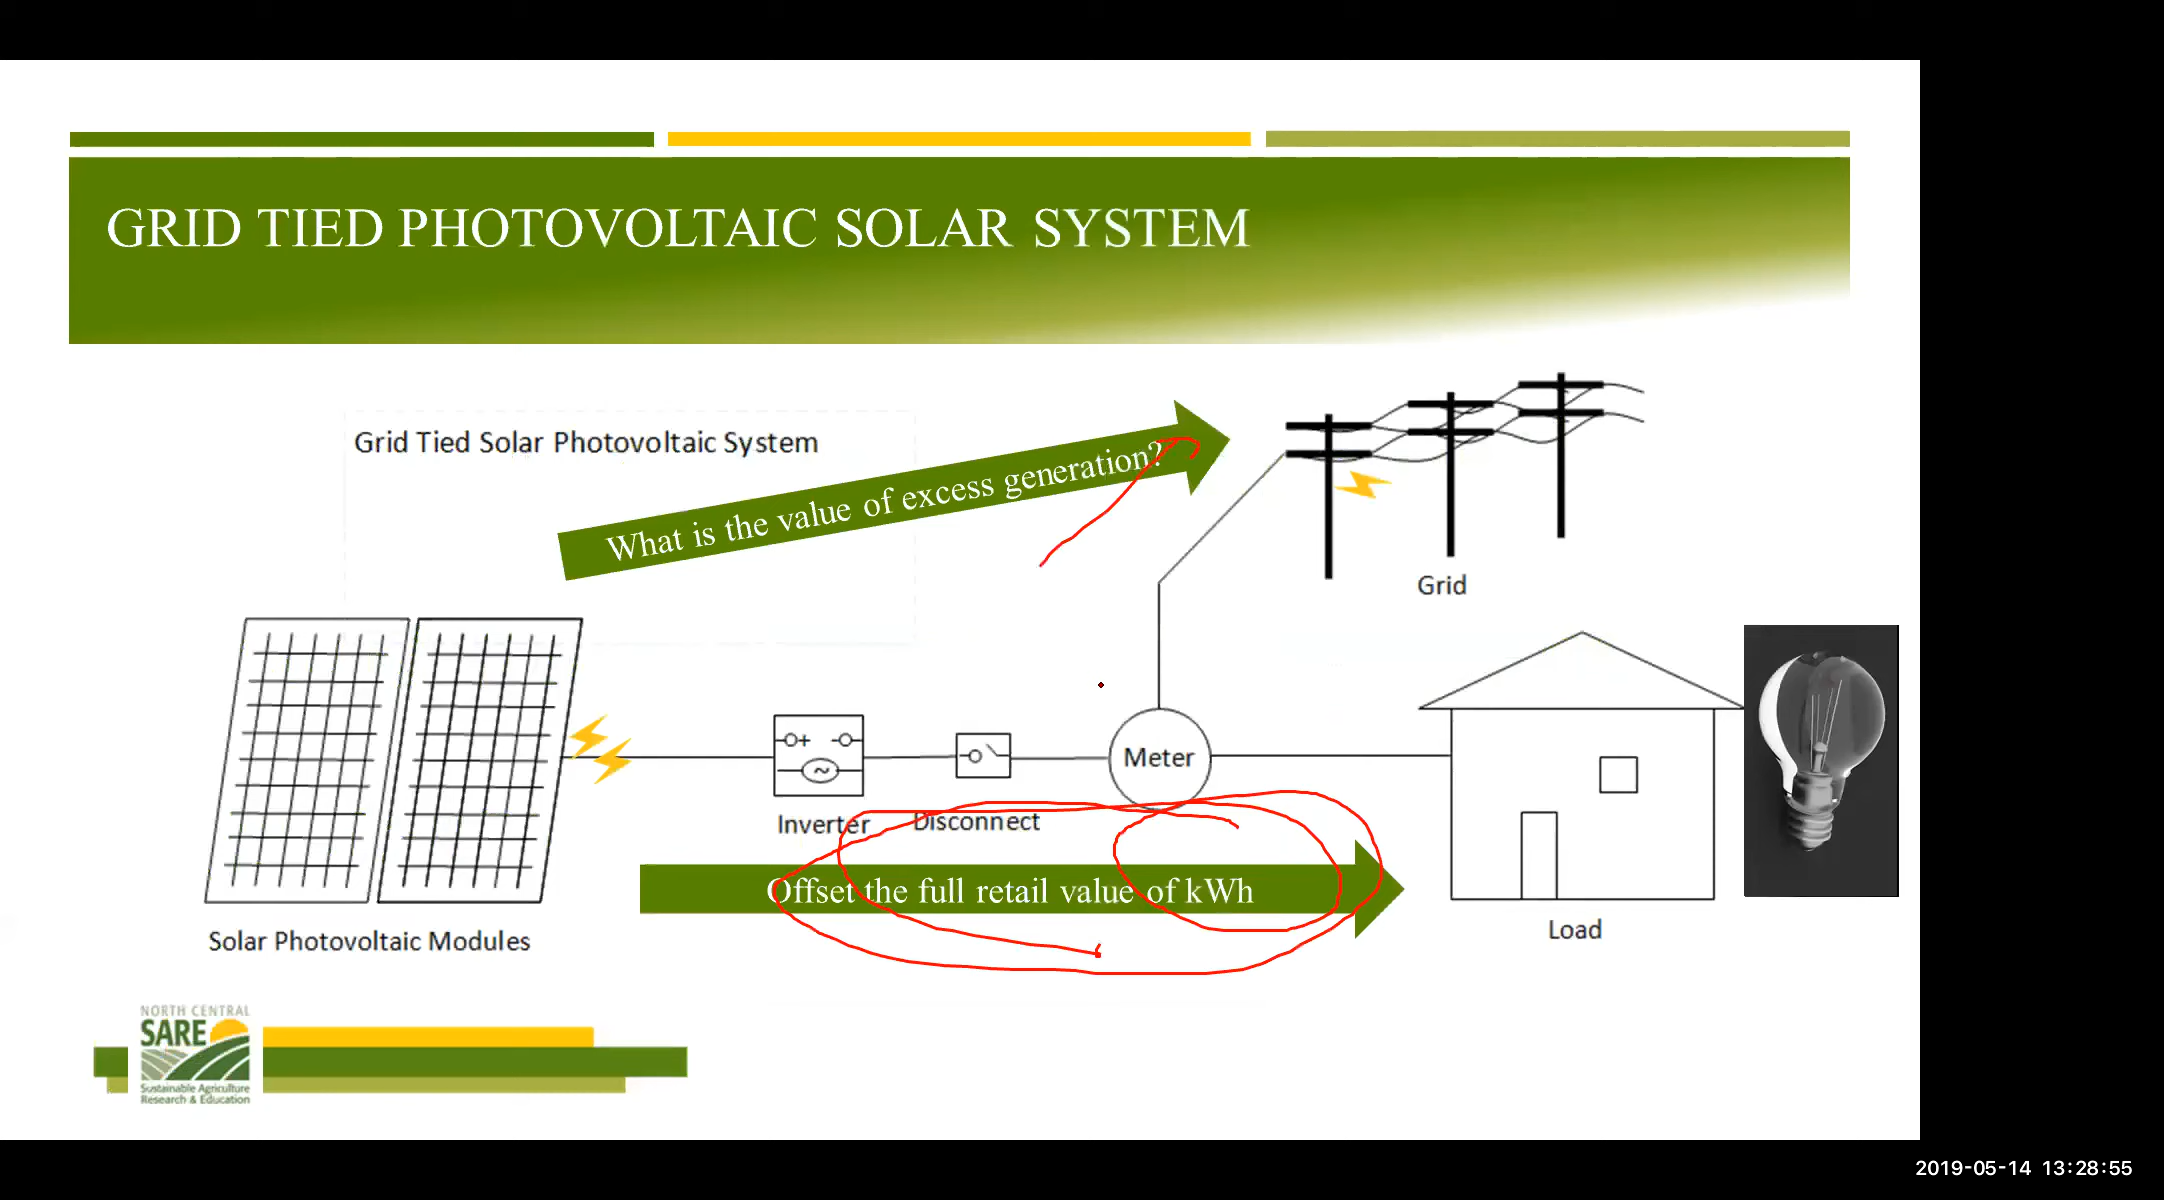 GRID TIED PHOTOVOLTAIC SOLAR SYSTEM
Grid Tied Solar Photovoltaic System
What is the value of excess generation?
Grid
+
Meter
~
Inverter
Disconnect
Offset the full retail value of kWh
Load
Solar Photovoltaic Modules
NORTH CENTRAL
SARE
Sustainable Agriculture
Research & Education
2019-05-14 13:28:55